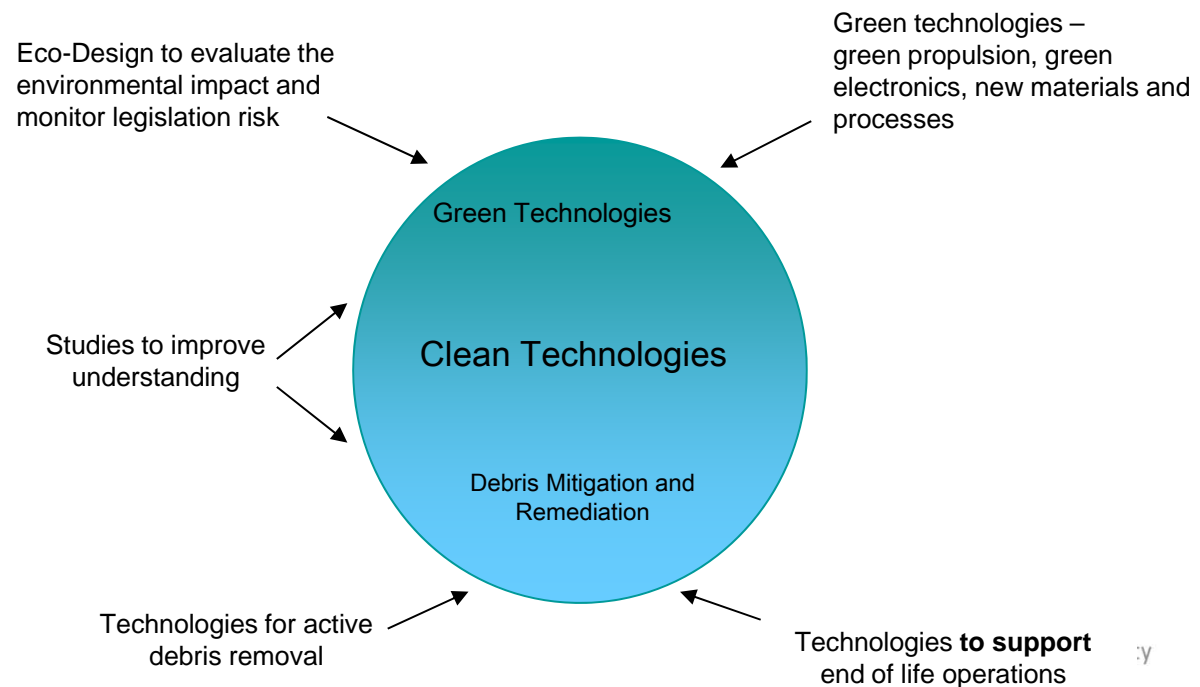 Eco-Design to evaluate the
environmental impact and
monitor legislation risk
Green technologies –
green propulsion, green
electronics, new materials and
processes
Green Technologies
Studies to improve
understanding
Clean Technologies
Debris Mitigation and
Remediation
Technologies for active
debris removal
Technologies to support
end of life operations